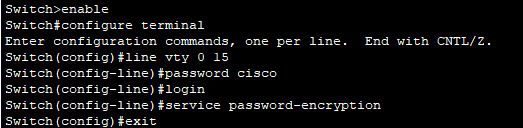 Switch>enable
Switch#configure terminal
Enter configuration commands, one per line.  End with CNTL/Z.
Switch(config)#line vty 0 15
Switch(config-line)#password cisco
Switch(config-line)#login
Switch(config-line)#service password-encryption
Switch(config)#exit